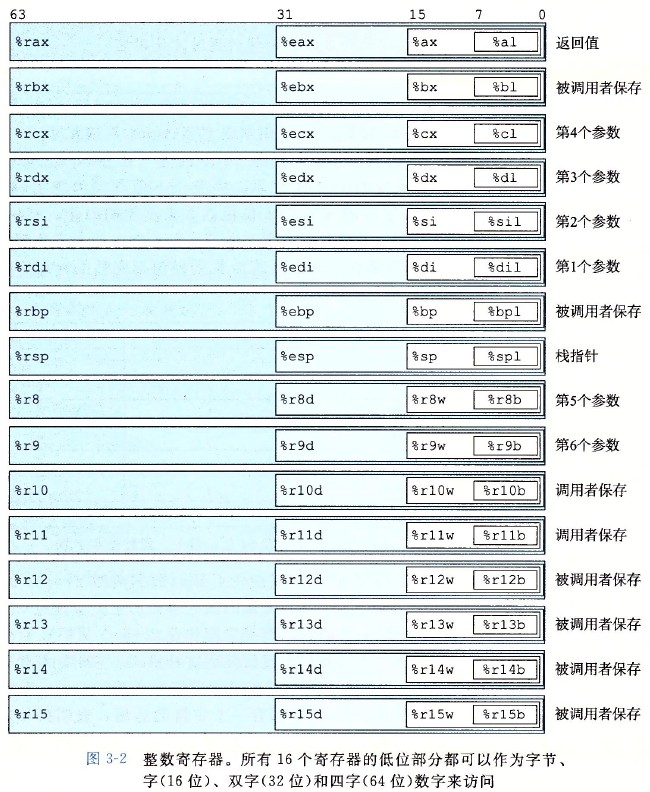 63 31 15 7 0
%rax %eax %ax %al 返回值
%rbx %ebx %bx %bl 被调用者保存
%rcx %ecx %cx %cl 第4个参数
%rdx %edx %dx %dl 第3个参数
%rsi %esi %si %sil 第2个参数
%rdi %edi %di %dil 第1个参数
%rbp %ebp %bp %bpl 被调用者保存
%rsp %esp %sp %spl 栈指针
%r8 %r8d %r8w %r8b 第5个参数
%r9 %r9d %r9w %r9b 第6个参数
%r10 %r10d %r10w %r10b 调用者保存
%r11 %r11d %r11w %r11b 调用者保存
%r12 %r12d %r12w %r12b 被调用者保存
%r13 %r13d %r13w %r13b 被调用者保存
%r14 %r14d %r14w %r14b 被调用者保存
%r15 %r15d %r15w %r15b 被调用者保存
图 3-2 整数寄存器。所有 16 个寄存器的低位部分都可以作为字节、
字(16 位)、双字(32 位)和四字(64 位)数字来访问